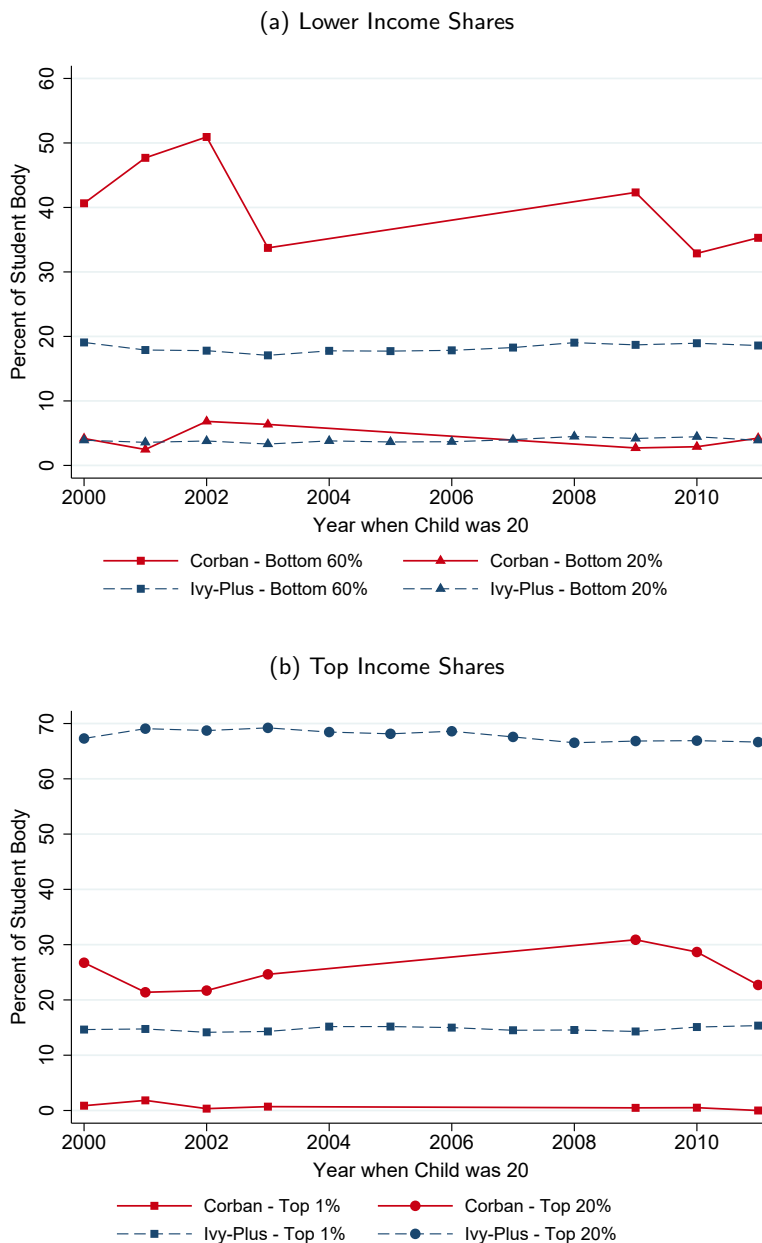 (a) Lower Income Shares
Percent of Student Body
60
50
40
30
20
10
0
2000 2002 2004 2006 2008 2010
Year when Child was 20
Corban - Bottom 60% Corban - Bottom 20%
Ivy-Plus - Bottom 60% Ivy-Plus - Bottom 20%
(b) Top Income Shares
Percent of Student Body
70
60
50
40
30
20
10
0
2000 2002 2004 2006 2008 2010
Year when Child was 20
Corban - Top 1% Corban - Top 20%
Ivy-Plus - Top 1% Ivy-Plus - Top 20%